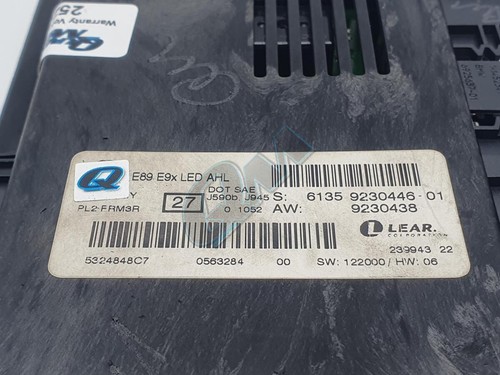 Warranty V
25
E89 E9x LED AHL
Q
Y
DOT SAE
PL2-FRM3R
27
J590b, J945
S: 6135 9230446-01
0 1052
AW: 9230438
LEAR.
CORPORATION
239943 22
5324848C7
0563284
00
SW: 122000 / HW: 06